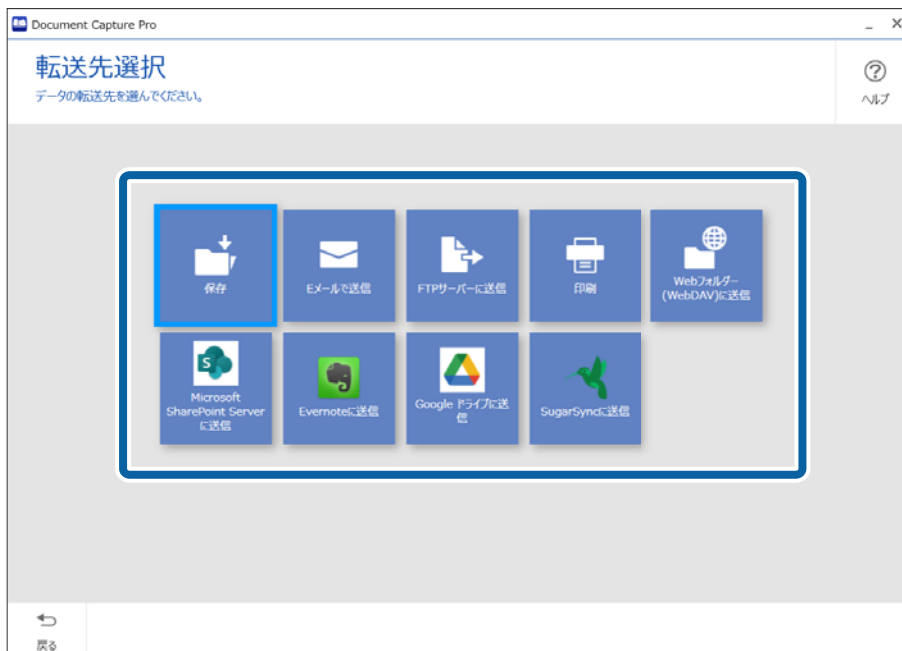 Document Capture Pro
転送先選択
データの転送先を選んでください。
ヘルプ
保存
Eメールで送信
FTPサーバーに送信
印刷
Webフォルダー
(WebDAV)に送信
Microsoft
SharePoint Server
に送信
Evernoteに送信
Google ドライブに送
信
SugarSyncに送信
戻る